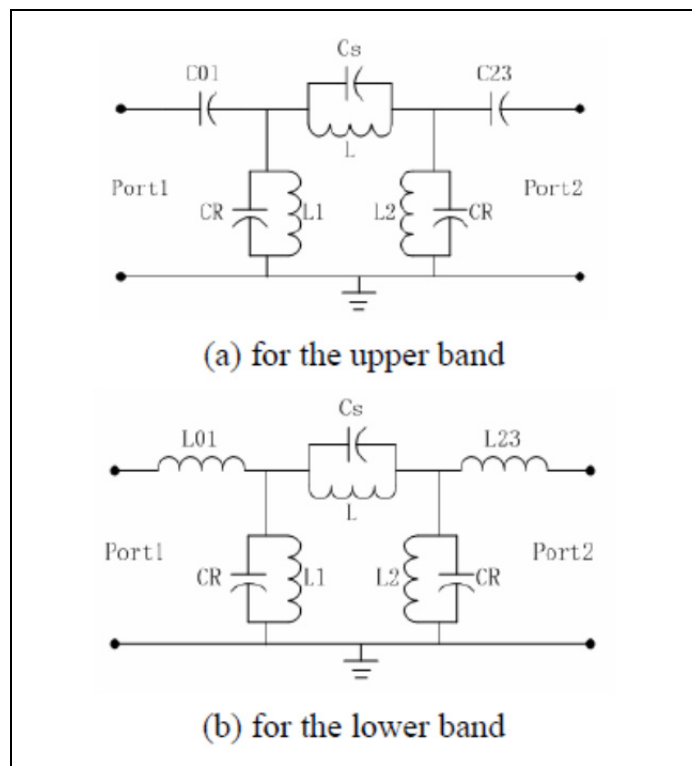 Cs
C01 C23
L
Port1 CR L1 L2 CR Port2
(a) for the upper band
Cs
L01 L23
L
Port1 CR L1 L2 CR Port2
(b) for the lower band